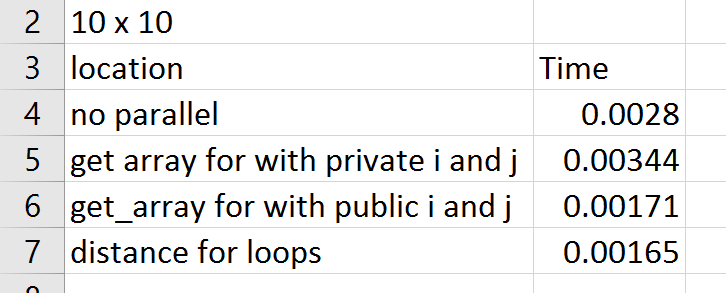 2 10 x 10
3 location Time
4 no parallel 0.0028
5 get array for with private i and j 0.00344
6 get_array for with public i and j 0.00171
7 distance for loops 0.00165